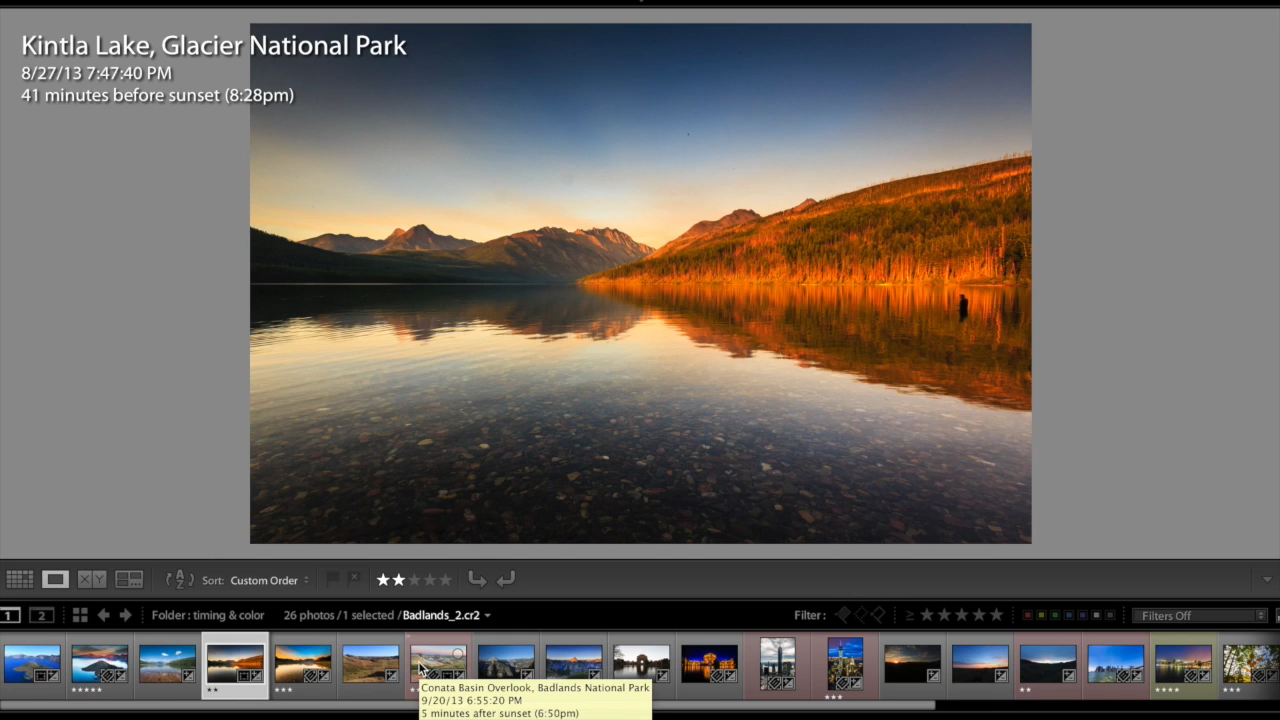 Kintla Lake, Glacier National Park
8/27/13 7:47:40 PM
41 minutes before sunset (8:28pm)
X Y
A Z Sort: Custom Order
1 2 Folder : timing & color 26 photos /1 selected /Badlands_2.cr2 Filter : ≥ Filters Off
Conata Basin Overlook, Badlands National Park
9/20/13 6:55:20 PM
5 minutes after sunset (6:50pm)